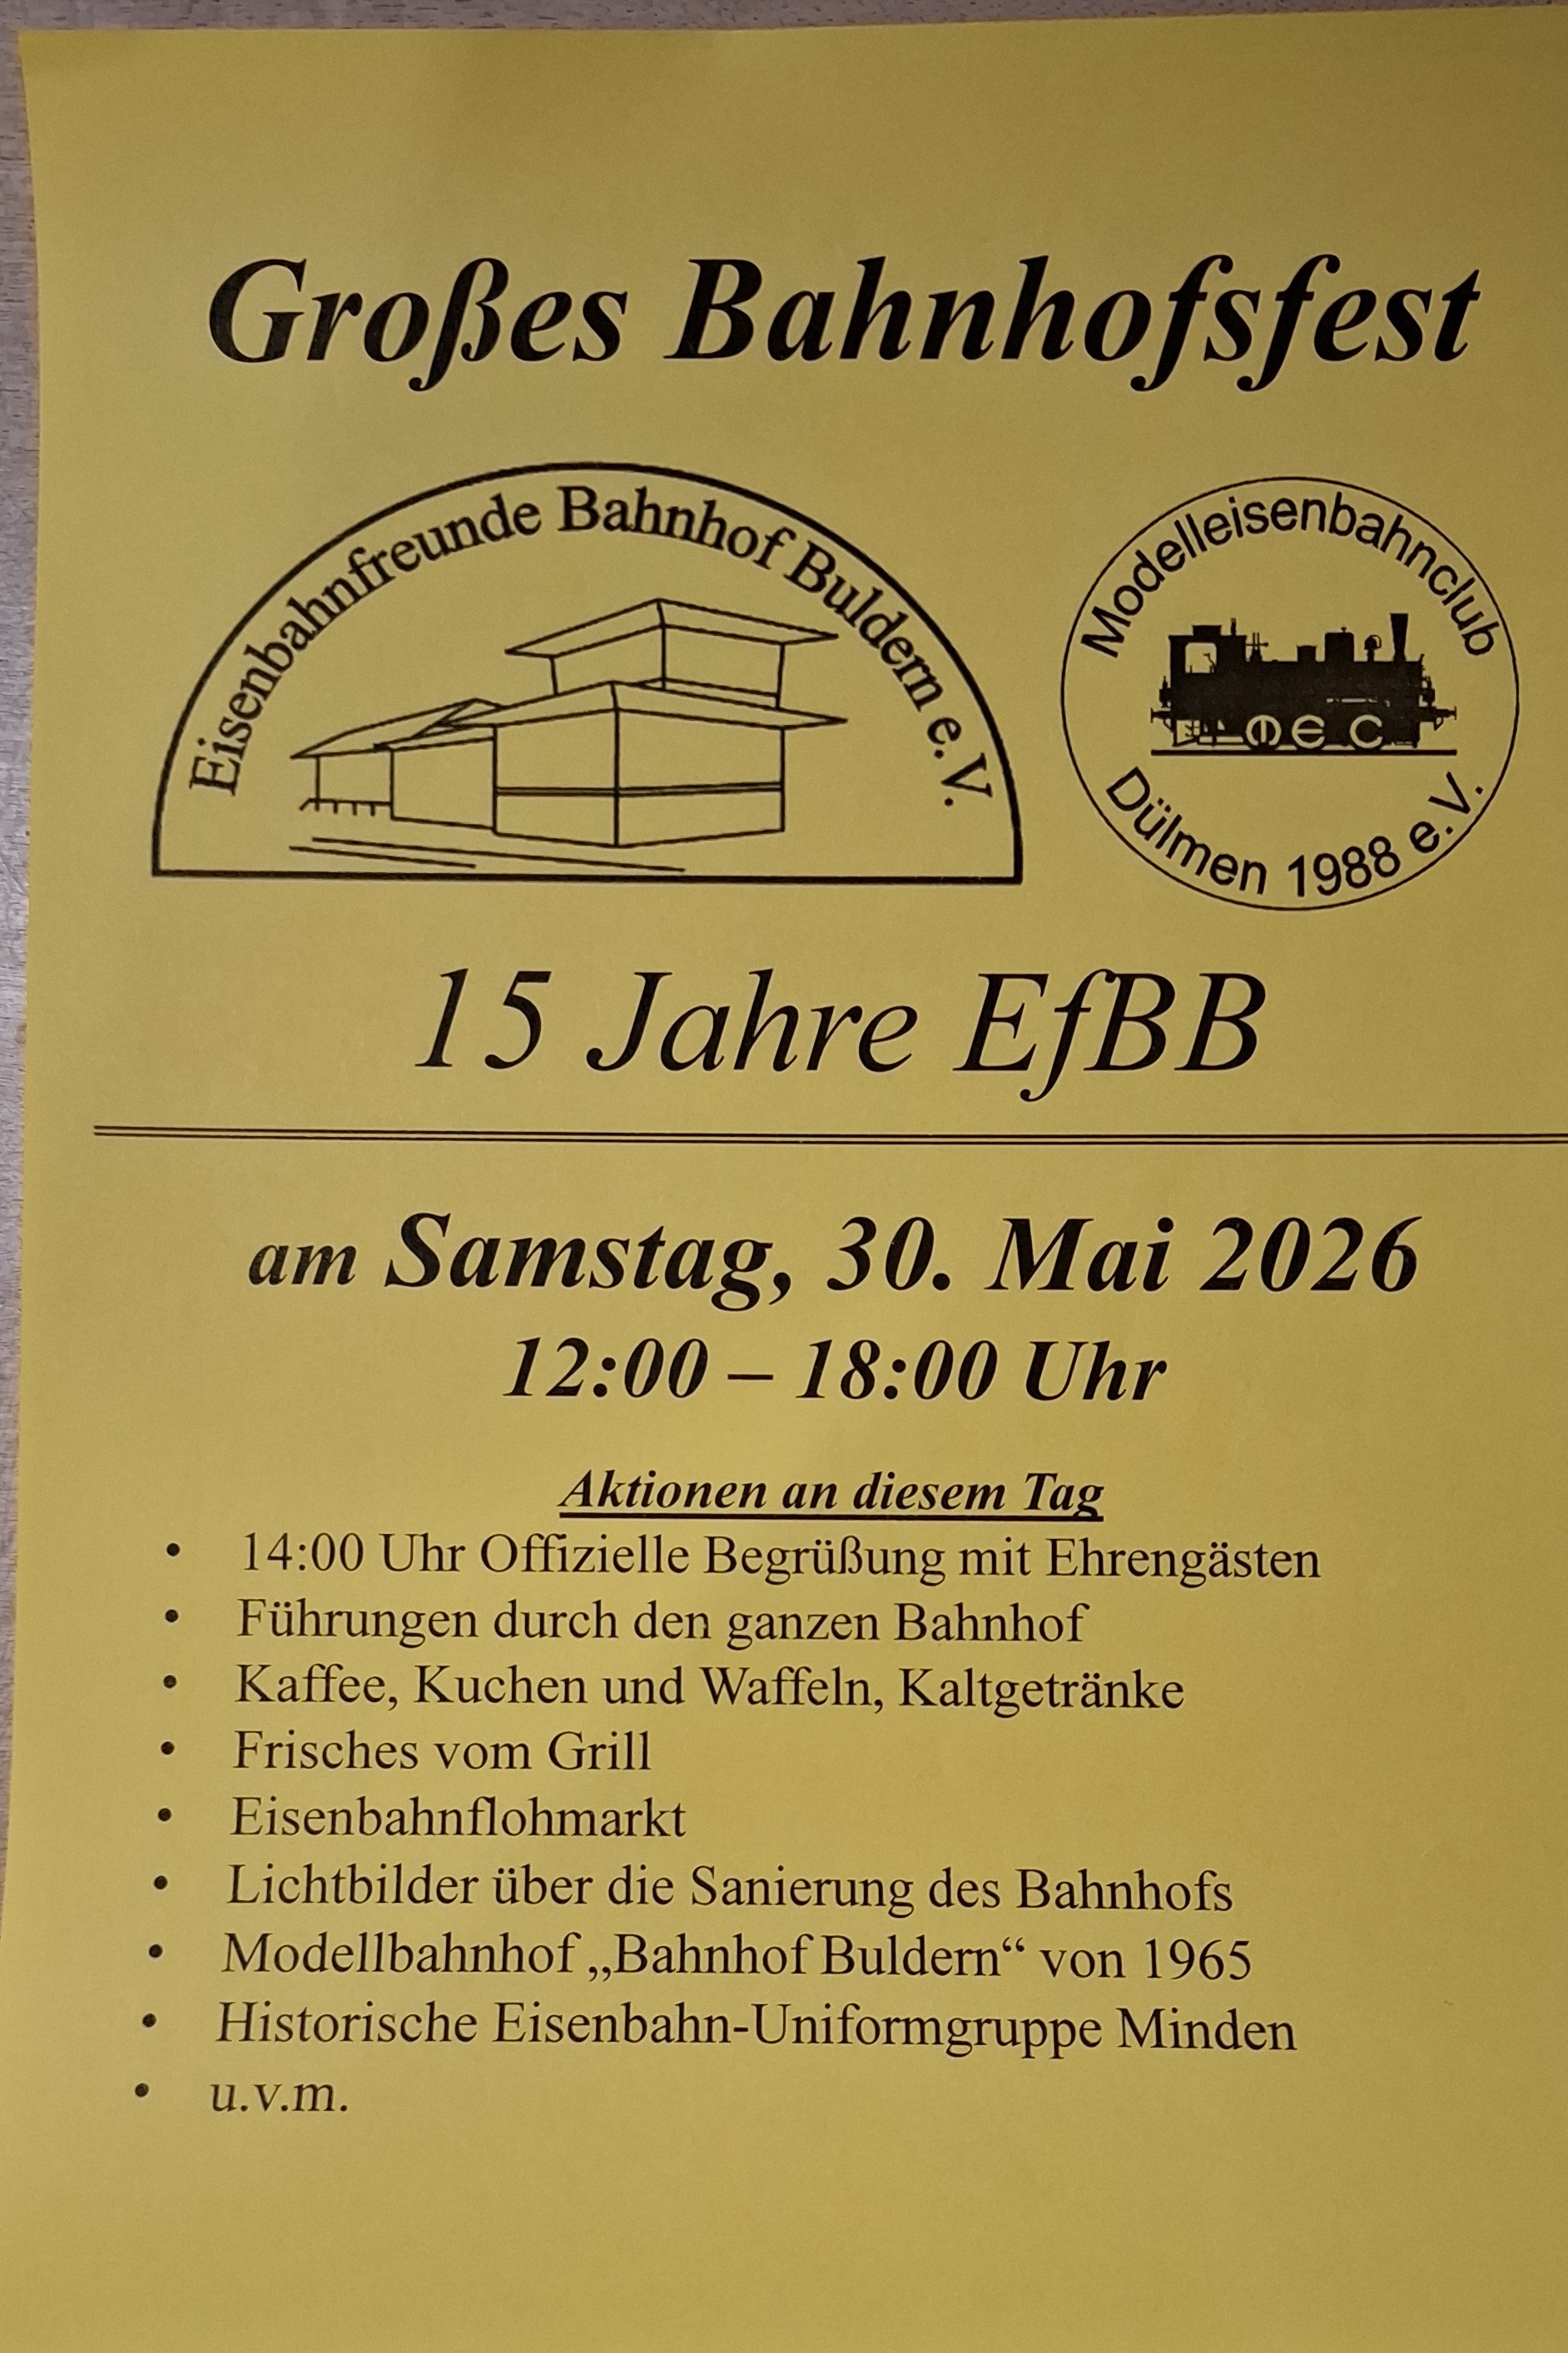 Großes Bahnhofsfest
Eisenbahnfreunde Bahnhof Buldern e.V.
Modelleisenbahnclub
MEC
Dülmen 1988 e.V.
15 Jahre EfBB
am Samstag, 30. Mai 2026
12:00 – 18:00 Uhr
Aktionen an diesem Tag
• 14:00 Uhr Offizielle Begrüßung mit Ehrengästen
• Führungen durch den ganzen Bahnhof
• Kaffee, Kuchen und Waffeln, Kaltgetränke
• Frisches vom Grill
• Eisenbahnflohmarkt
• Lichtbilder über die Sanierung des Bahnhofs
• Modellbahnhof „Bahnhof Buldern“ von 1965
• Historische Eisenbahn-Uniformgruppe Minden
• u.v.m.